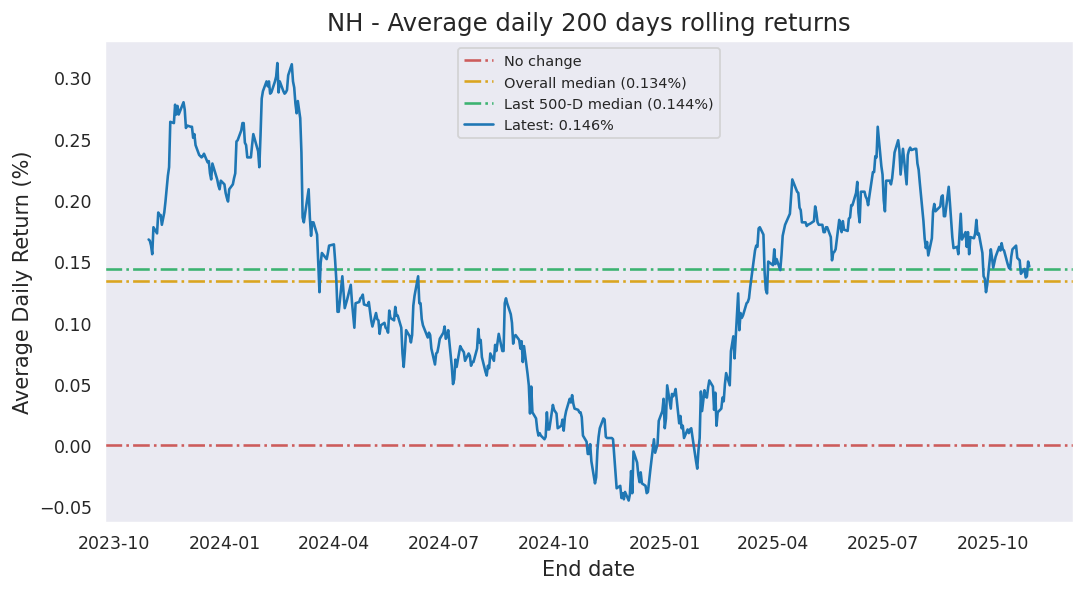 NH - Average daily 200 days rolling returns
No change
Overall median (0.134%)
Last 500-D median (0.144%)
Latest: 0.146%
Average Daily Return (%)
0.30
0.25
0.20
0.15
0.10
0.05
0.00
−0.05
2023-10 2024-01 2024-04 2024-07 2024-10 2025-01 2025-04 2025-07 2025-10
End date